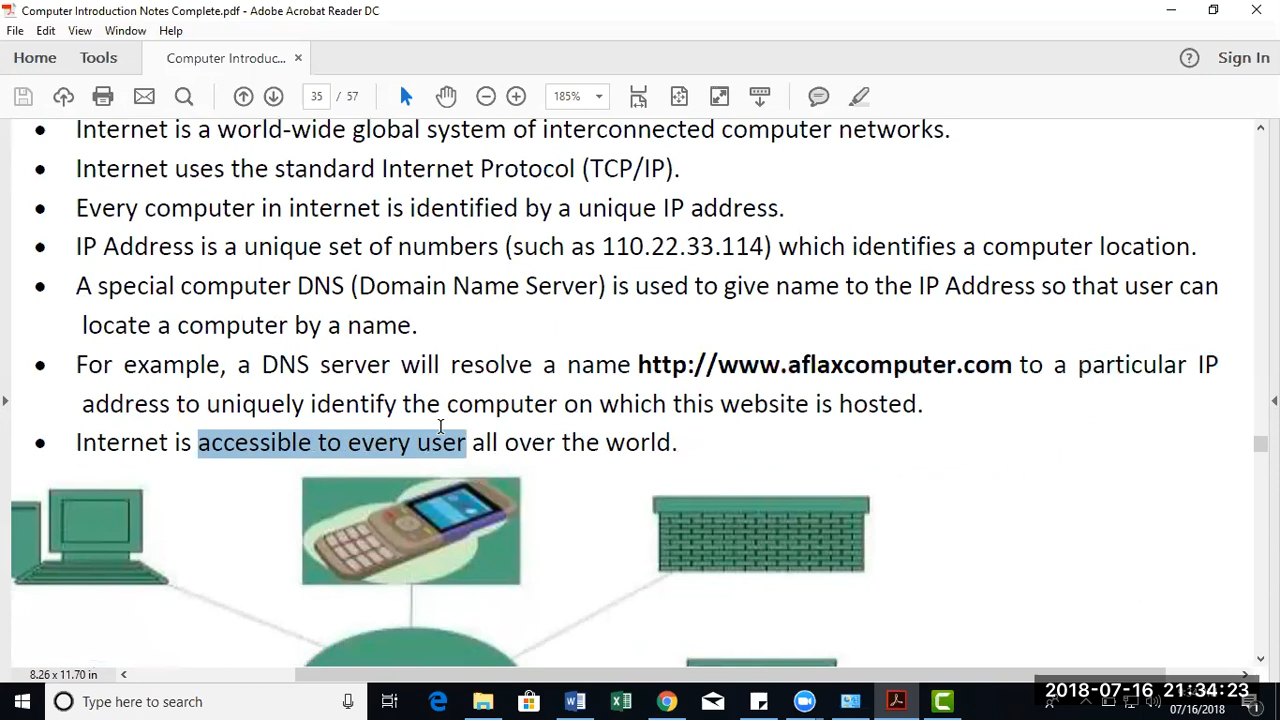 Computer Introduction Notes Complete.pdf - Adobe Acrobat Reader DC
File Edit View Window Help
Home Tools Computer Introduc... × Sign In
35 / 57 185%
• Internet is a world-wide global system of interconnected computer networks.
• Internet uses the standard Internet Protocol (TCP/IP).
• Every computer in internet is identified by a unique IP address.
• IP Address is a unique set of numbers (such as 110.22.33.114) which identifies a computer location.
• A special computer DNS (Domain Name Server) is used to give name to the IP Address so that user can
locate a computer by a name.
• For example, a DNS server will resolve a name http://www.aflaxcomputer.com to a particular IP
address to uniquely identify the computer on which this website is hosted.
• Internet is accessible to every user all over the world.
8.26 x 11.70 in
Type here to search
2018-07-16 21:34:23
07/16/2018